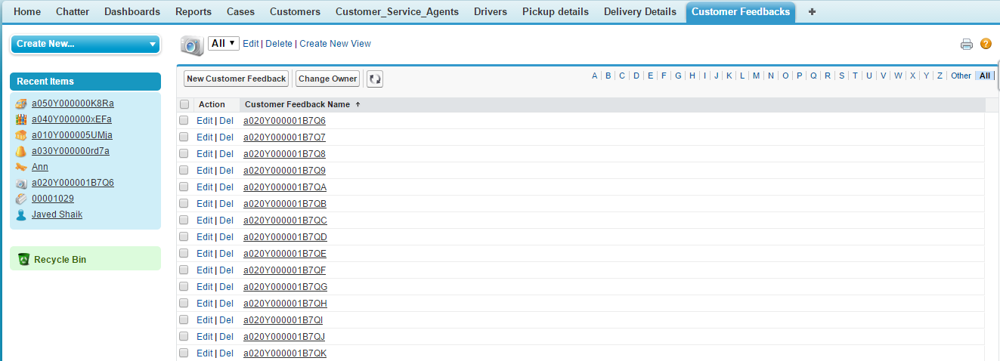 Home Chatter Dashboards Reports Cases Customers Customer_Service_Agents Drivers Pickup details Delivery Details Customer Feedbacks +
Create New...
All Edit | Delete | Create New View
Recent Items
a050Y000000K8Ra
a040Y000000xEFa
a010Y000005UMja
a030Y000000rd7a
Ann
a020Y000001B7Q6
00001029
Javed Shaik
Recycle Bin
New Customer Feedback Change Owner
A | B | C | D | E | F | G | H | I | J | K | L | M | N | O | P | Q | R | S | T | U | V | W | X | Y | Z | Other | All
Action Customer Feedback Name
Edit | Del a020Y000001B7Q6
Edit | Del a020Y000001B7Q7
Edit | Del a020Y000001B7Q8
Edit | Del a020Y000001B7Q9
Edit | Del a020Y000001B7QA
Edit | Del a020Y000001B7QB
Edit | Del a020Y000001B7QC
Edit | Del a020Y000001B7QD
Edit | Del a020Y000001B7QE
Edit | Del a020Y000001B7QF
Edit | Del a020Y000001B7QG
Edit | Del a020Y000001B7QH
Edit | Del a020Y000001B7QI
Edit | Del a020Y000001B7QJ
Edit | Del a020Y000001B7QK